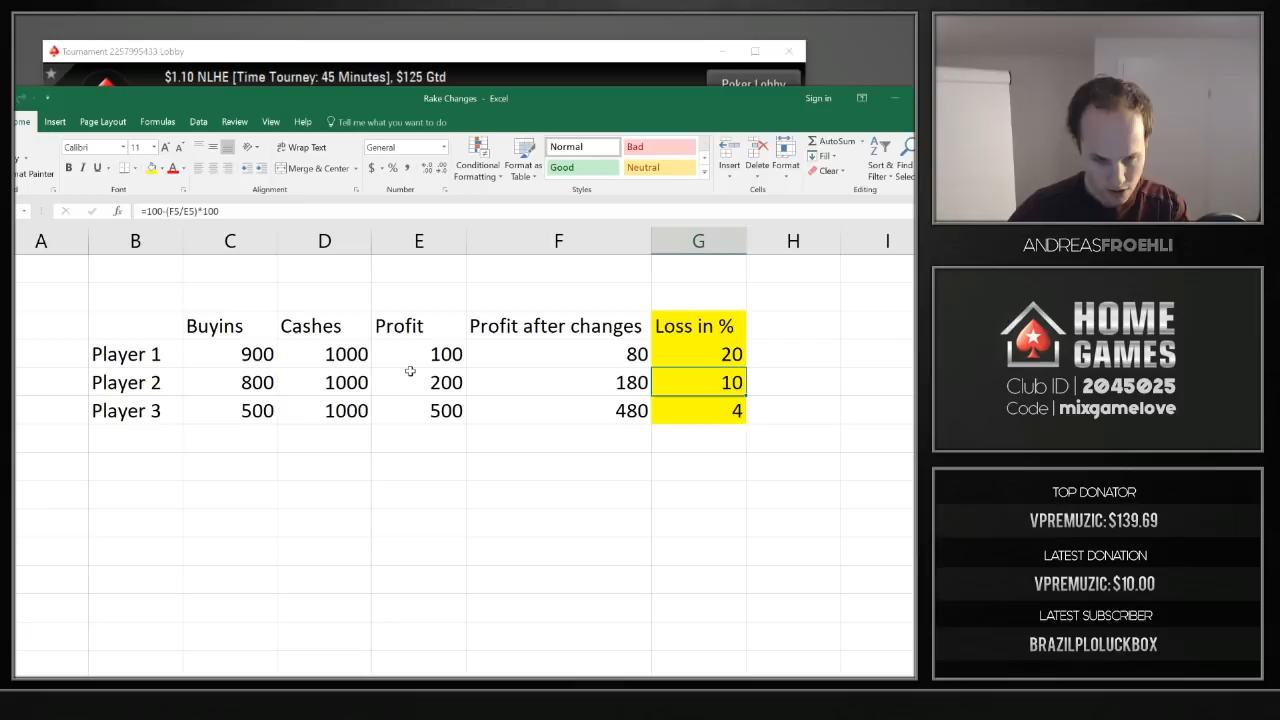 Tournament 2257995433 Lobby
$1.10 NLHE [Time Tourney: 45 Minutes], $125 Gtd
Poker Lobby
Rake Changes - Excel
Sign in
Insert
Page Layout
Formulas
Data
Review
View
Help
Tell me what you want to do
Calibri
11
A
A
Wrap Text
General
Normal
Bad
Conditional Formatting
Format as Table
Insert
Delete
Format
AutoSum
Sort & Filter
B
I
U
A
Merge & Center
$
%
Good
Neutral
Fill
Clear
Font
Alignment
Number
Styles
Cells
Editing
fx
=100-(F5/E5)*100
A B C D E F G H I
Buyins Cashes Profit Profit after changes Loss in %
Player 1 900 1000 100 80 20
Player 2 800 1000 200 180 10
Player 3 500 1000 500 480 4
ANDREASFROEHLI
HOME
GAMES
Club ID | 2045025
Code | mixgamelove
TOP DONATOR
VPREMUZIC: $139.69
LATEST DONATION
VPREMUZIC: $10.00
LATEST SUBSCRIBER
BRAZILPLOLUCKBOX